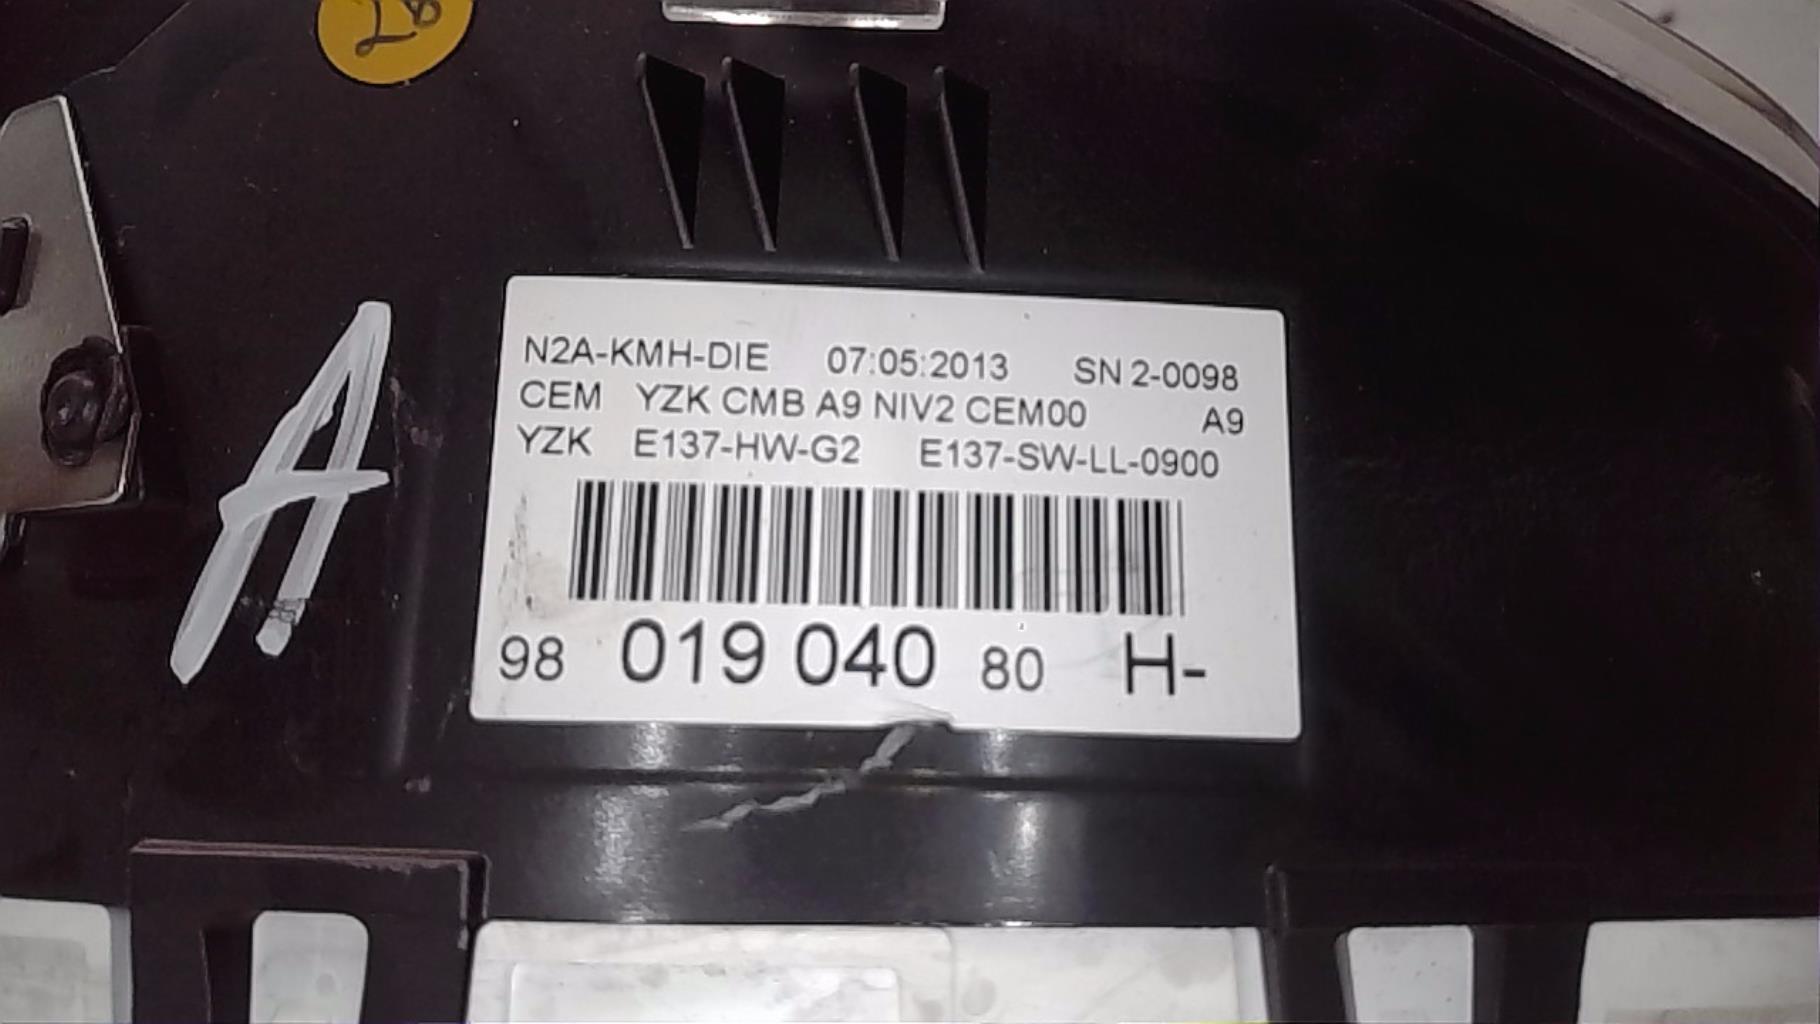 N2A-KMH-DIE 07:05:2013 SN 2-0098
CEM YZK CMB A9 NIV2 CEM00 A9
YZK E137-HW-G2 E137-SW-LL-0900
98 019 040 80 H-
A